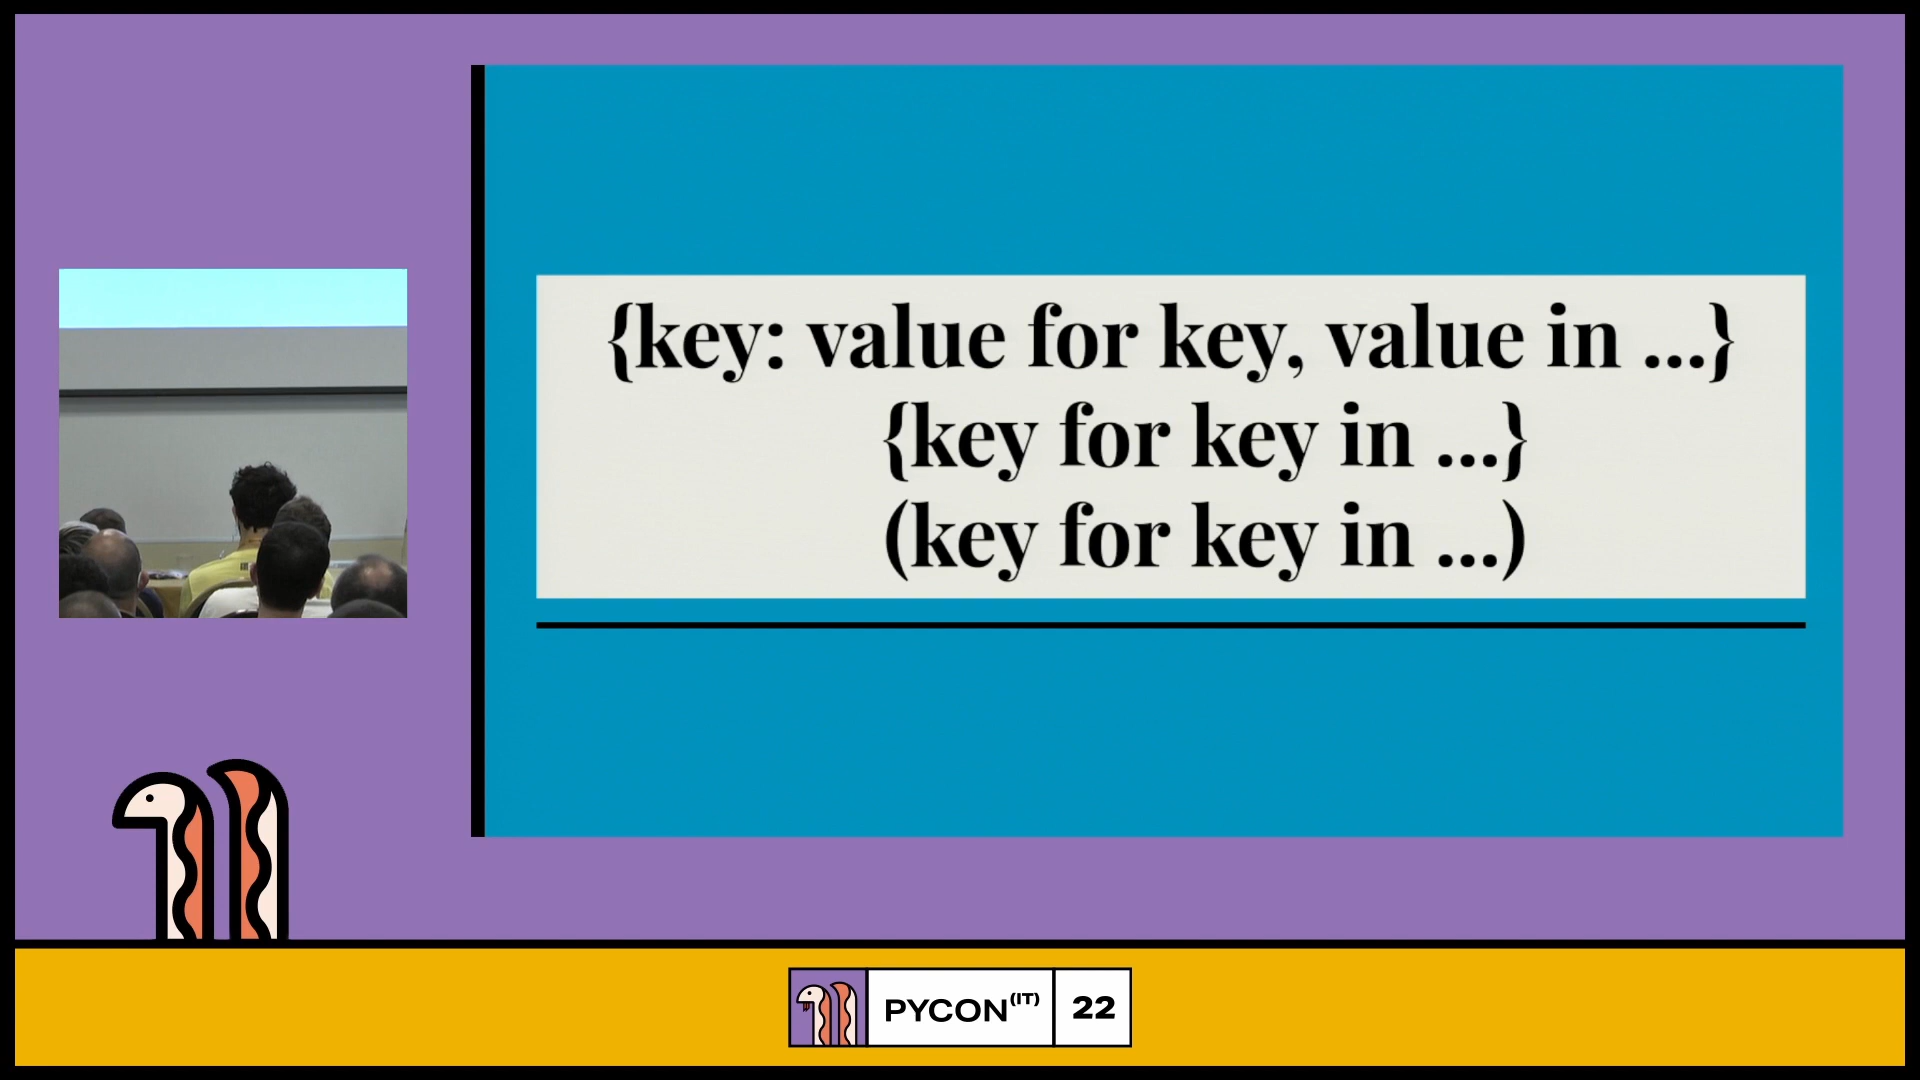 {key: value for key, value in ...}
{key for key in ...}
(key for key in ...)
PYCON(IT) 22